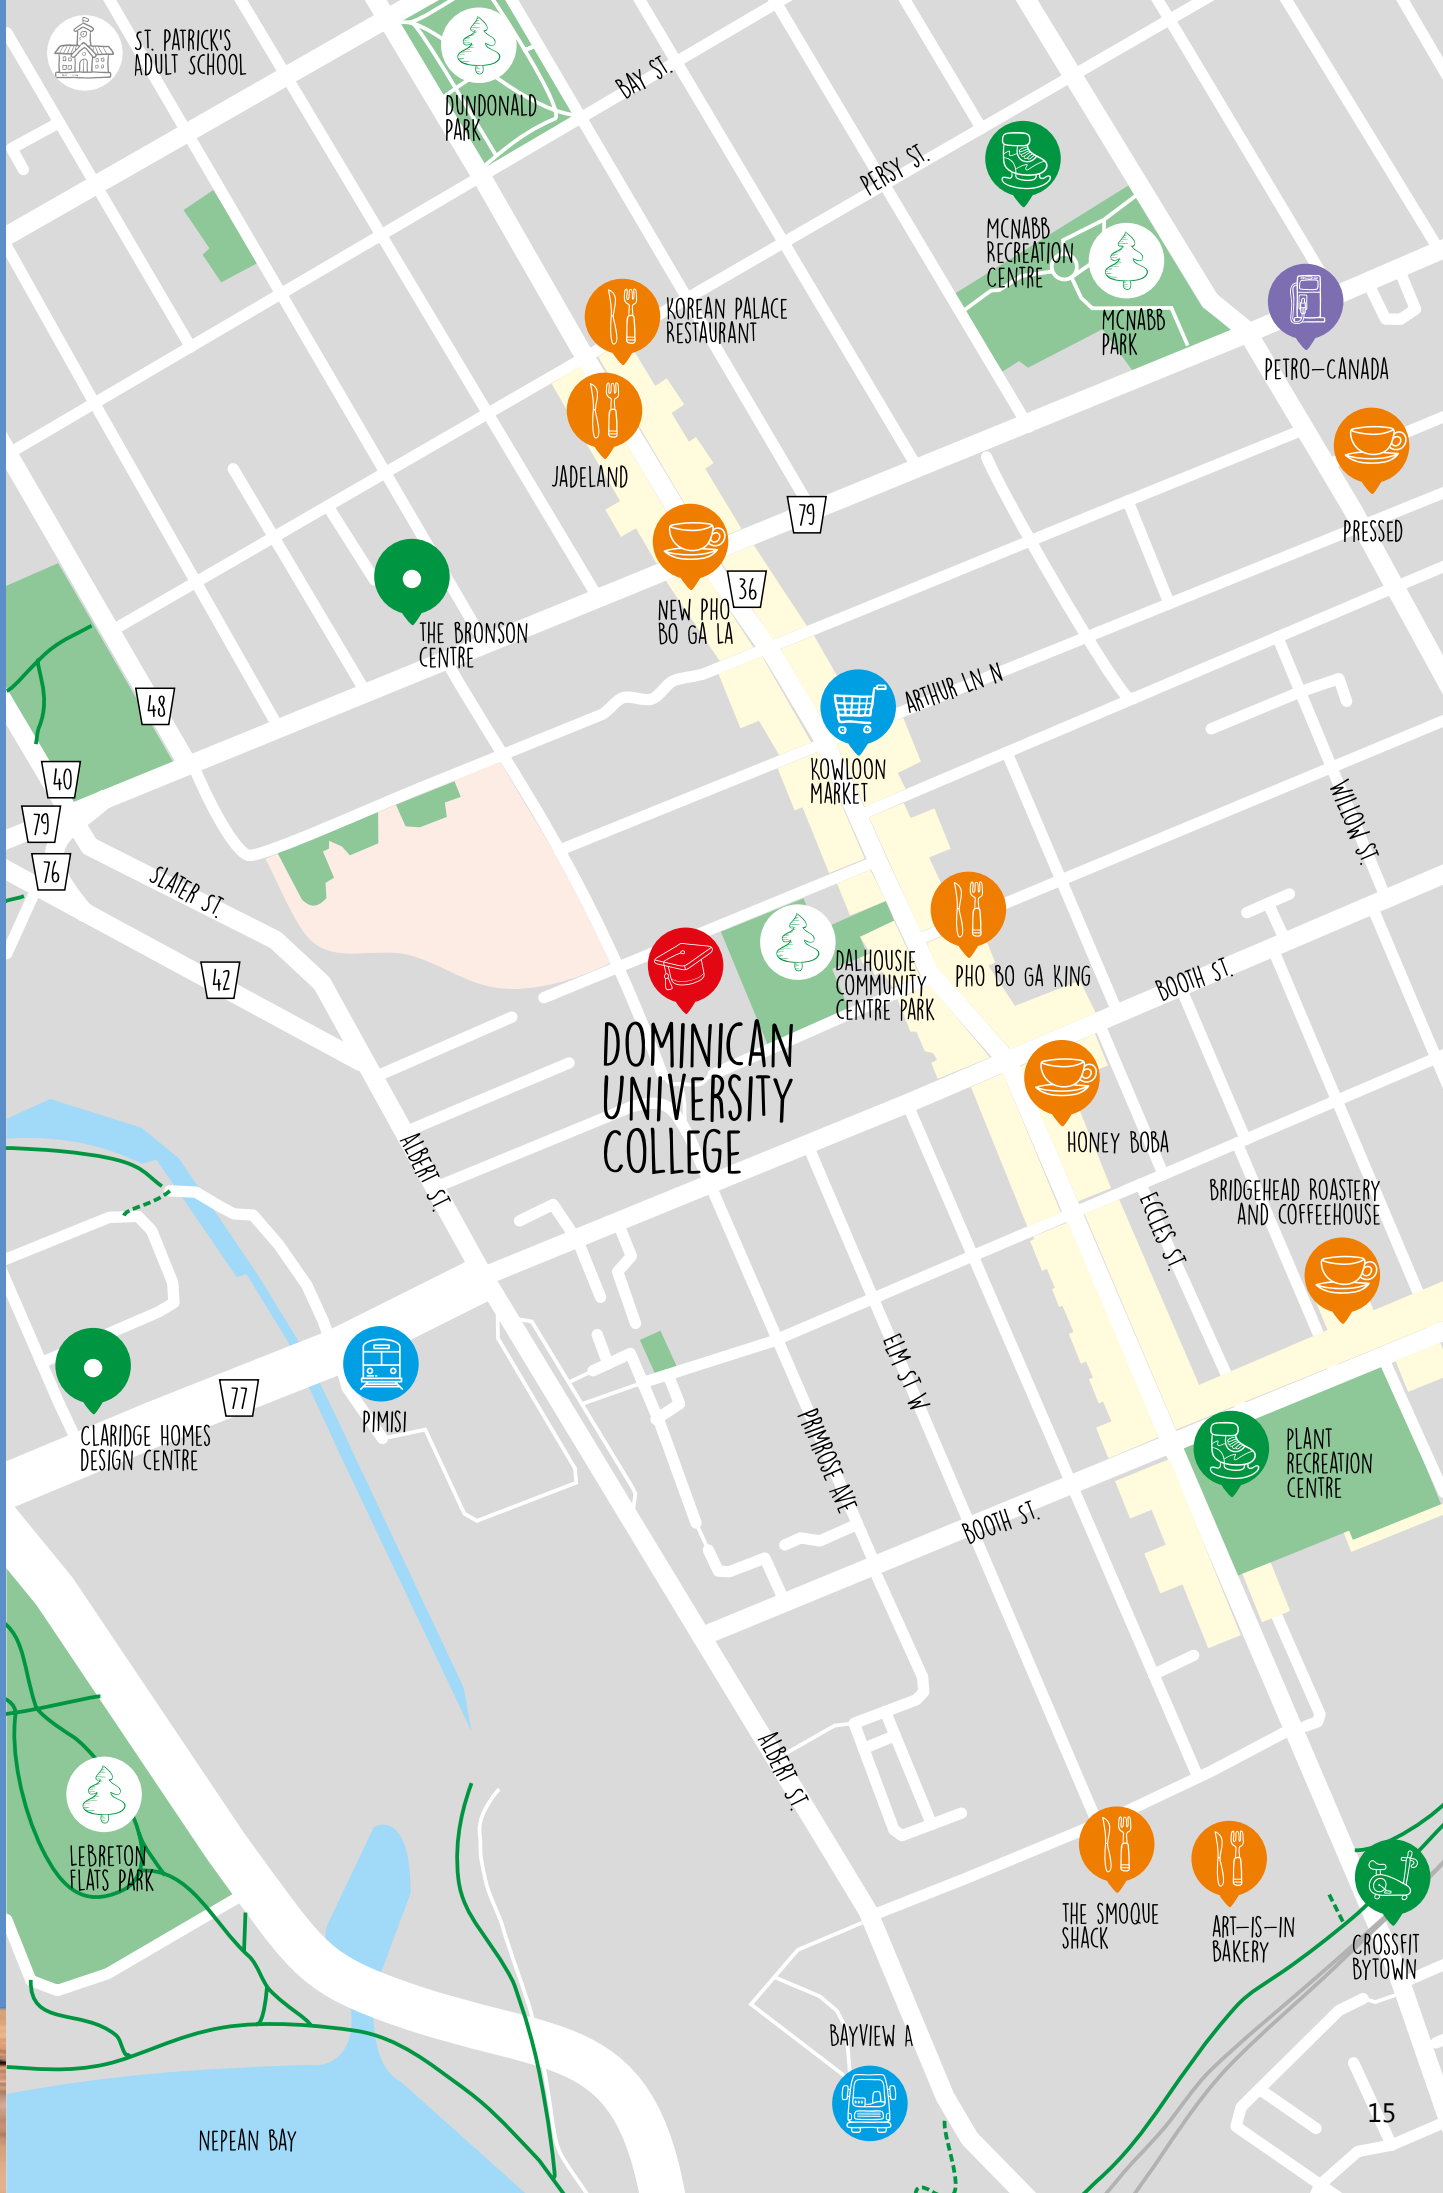 ST. PATRICK'S
ADULT SCHOOL
DUNDONALD
PARK
BAY ST.
PERSY ST.
MCNABB
RECREATION
CENTRE
MCNABB
PARK
PETRO-CANADA
KOREAN PALACE
RESTAURANT
JADELAND
PRESSED
79
36
NEW PHO
BO GA LA
THE BRONSON
CENTRE
48
40
79
76
ARTHUR LN N
KOWLOON
MARKET
WILLOW ST.
SLATER ST.
42
DALHOUSIE
COMMUNITY
CENTRE PARK
PHO BO GA KING
BOOTH ST.
DOMINICAN
UNIVERSITY
COLLEGE
HONEY BOBA
ALBERT ST.
ECCLES ST.
BRIDGEHEAD ROASTERY
AND COFFEEHOUSE
77
PIMISI
CLARIDGE HOMES
DESIGN CENTRE
ELM ST W
PRIMROSE AVE
PLANT
RECREATION
CENTRE
BOOTH ST.
ALBERT ST.
LEBRETON
FLATS PARK
THE SMOQUE
SHACK
ART-IS-IN
BAKERY
CROSSFIT
BYTOWN
BAYVIEW A
NEPEAN BAY
15